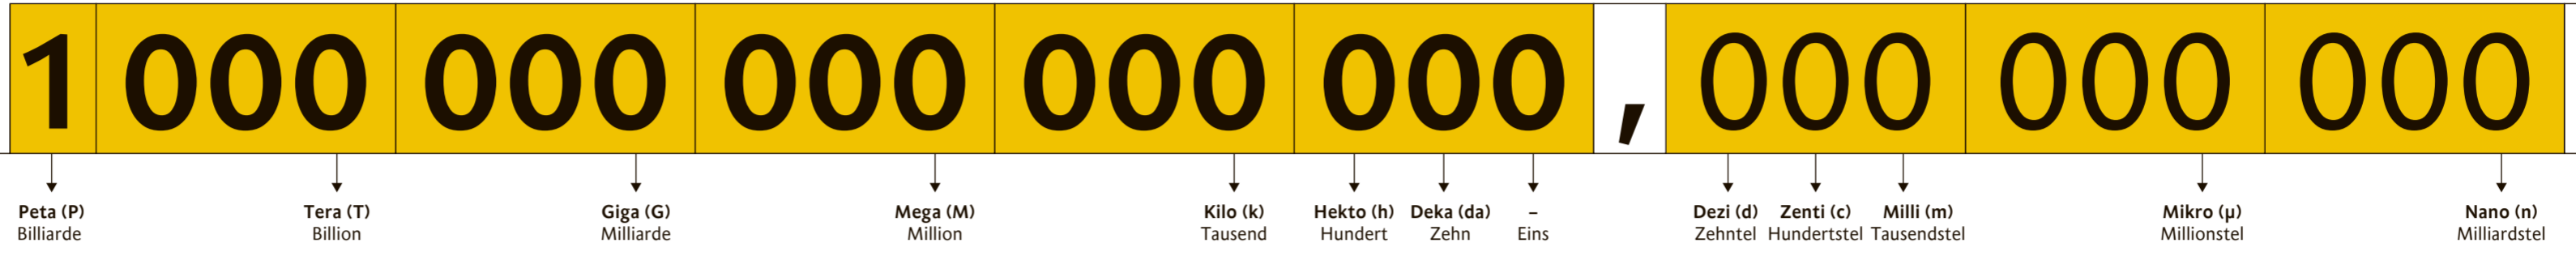 1 000 000 000 000 000 , 000 000 000
Peta (P) Tera (T) Giga (G) Mega (M) Kilo (k) Hekto (h) Deka (da) – Dezi (d) Zenti (c) Milli (m) Mikro (µ) Nano (n)
Billiarde Billion Milliarde Million Tausend Hundert Zehn Eins Zehntel Hundertstel Tausendstel Millionstel Milliardstel